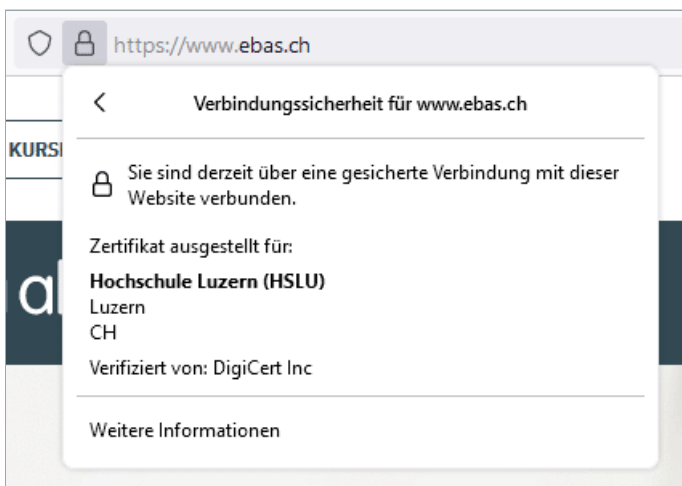 https://www.ebas.ch
Verbindungssicherheit für www.ebas.ch
KURSE
Sie sind derzeit über eine gesicherte Verbindung mit dieser
Website verbunden.
Zertifikat ausgestellt für:
Hochschule Luzern (HSLU)
Luzern
CH
Verifiziert von: DigiCert Inc
Weitere Informationen